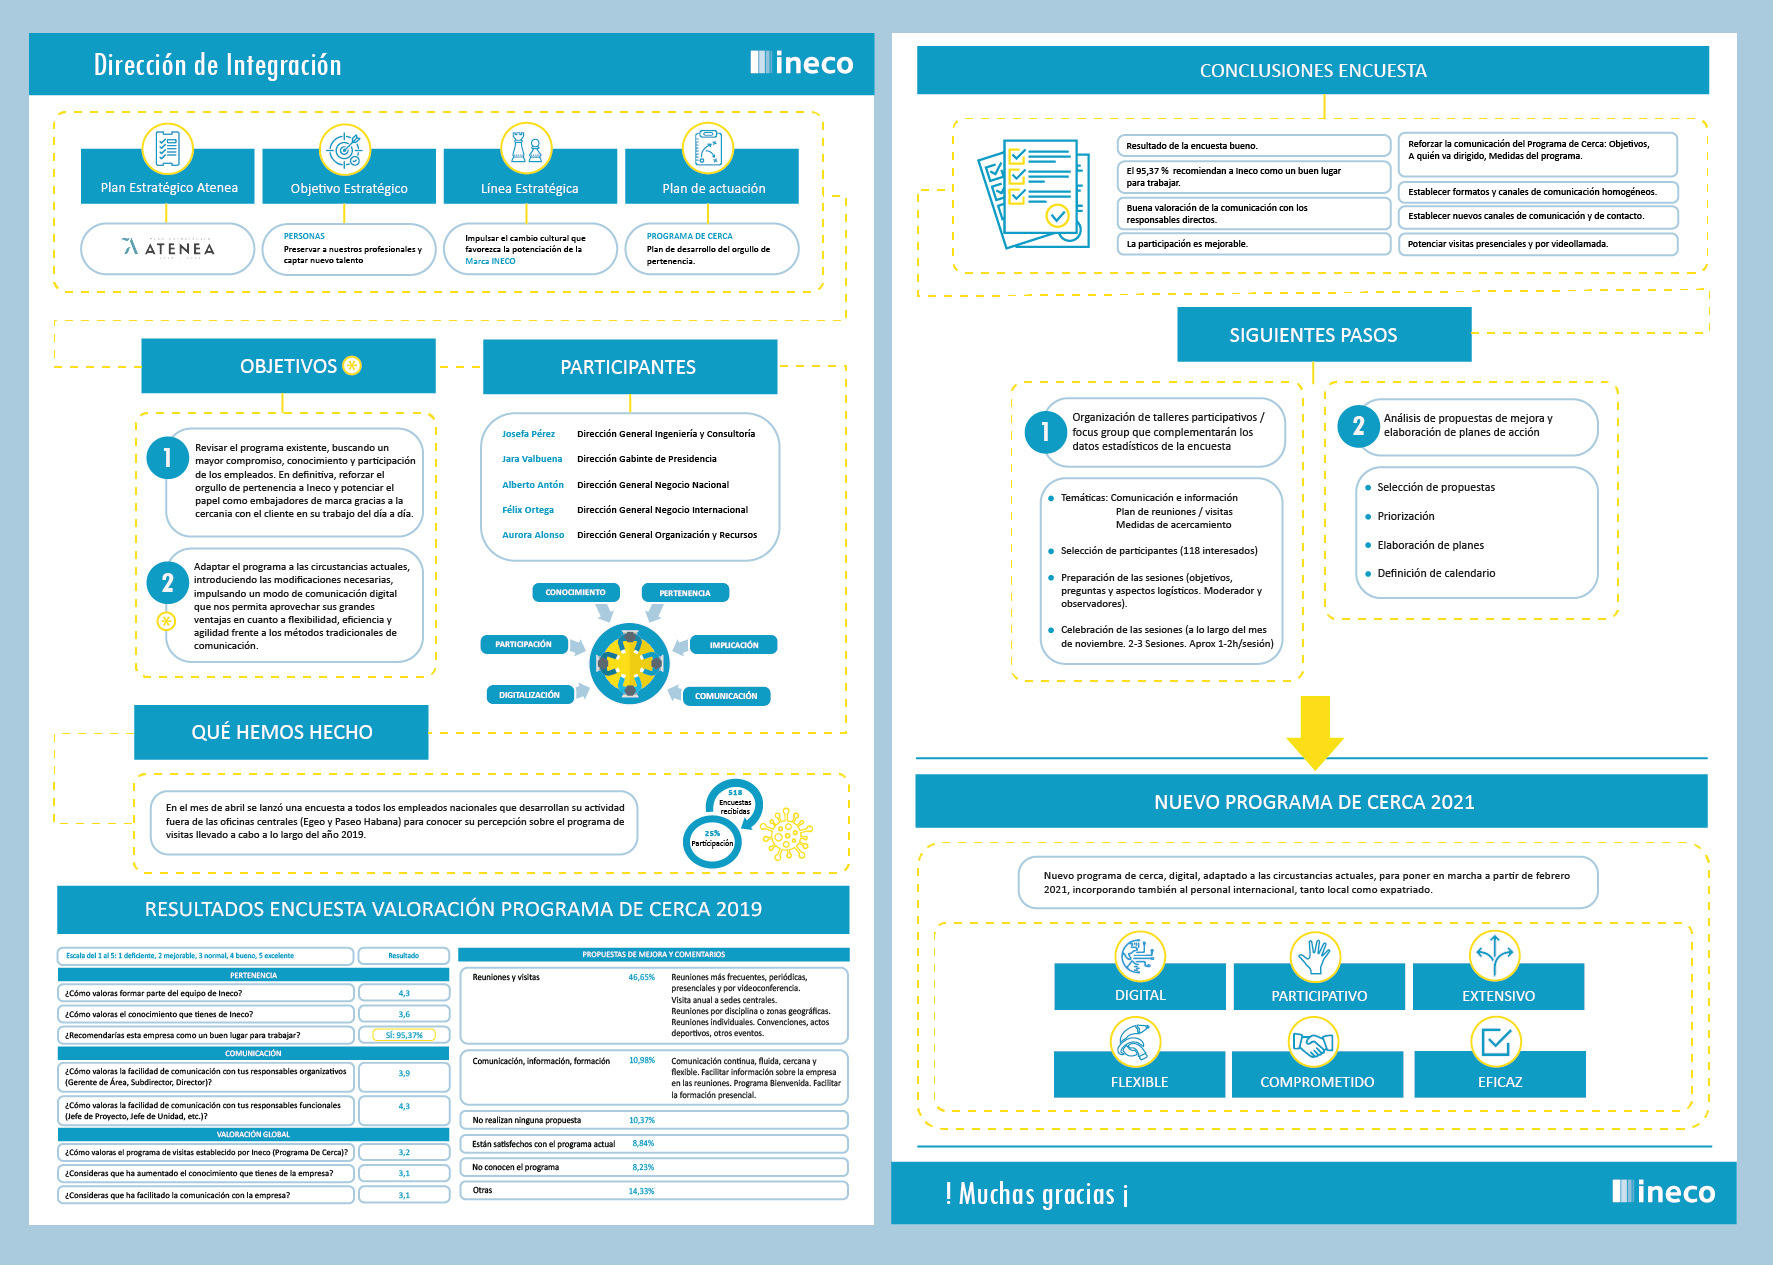 Dirección de Integración
ineco
Plan Estratégico Atenea
Objetivo Estratégico
Línea Estratégica
Plan de actuación
ATENEA
PERSONAS
Preservar a nuestros profesionales y
captar nuevo talento
Impulsar el cambio cultural que
favorezca la potenciación de la
Marca INECO
PROGRAMA DE CERCA
Plan de desarrollo del orgullo de
pertenencia.
OBJETIVOS
1
Revisar el programa existente, buscando un
mayor compromiso, conocimiento y participación
de los empleados. En definitiva, reforzar el
orgullo de pertenencia a Ineco y potenciar el
papel como embajadores de marca gracias a la
cercania con el cliente en su trabajo del día a día.
2
Adaptar el programa a las circunstancias actuales,
introduciendo las modificaciones necesarias,
impulsando un modo de comunicación digital
que nos permita aprovechar sus grandes
ventajas en cuanto a flexibilidad, eficiencia y
agilidad frente a los métodos tradicionales de
comunicación.
PARTICIPANTES
Josefa Pérez Dirección General Ingeniería y Consultoría
Jara Valbuena Dirección Gabinte de Presidencia
Alberto Antón Dirección General Negocio Nacional
Félix Ortega Dirección General Negocio Internacional
Aurora Alonso Dirección General Organización y Recursos
CONOCIMIENTO
PERTENENCIA
PARTICIPACIÓN
IMPLICACIÓN
DIGITALIZACIÓN
COMUNICACIÓN
QUÉ HEMOS HECHO
En el mes de abril se lanzó una encuesta a todos los empleados nacionales que desarrollan su actividad
fuera de las oficinas centrales (Egeo y Paseo Habana) para conocer su percepción sobre el programa de
visitas llevado a cabo a lo largo del año 2019.
518
Encuestas
recibidas
25%
Participación
RESULTADOS ENCUESTA VALORACIÓN PROGRAMA DE CERCA 2019
Escala del 1 al 5: 1 deficiente, 2 mejorable, 3 normal, 4 bueno, 5 excelente Resultado
PERTENENCIA
¿Cómo valoras formar parte del equipo de Ineco? 4,3
¿Cómo valoras el conocimiento que tienes de Ineco? 3,6
¿Recomendarías esta empresa como un buen lugar para trabajar? SÍ: 95,37%
COMUNICACIÓN
¿Cómo valoras la facilidad de comunicación con tus responsables organizativos
(Gerente de Área, Subdirector, Director)? 3,9
¿Cómo valoras la facilidad de comunicación con tus responsables funcionales
(Jefe de Proyecto, Jefe de Unidad, etc.)? 4,3
VALORACIÓN GLOBAL
¿Cómo valoras el programa de visitas establecido por Ineco (Programa De Cerca)? 3,2
¿Consideras que ha aumentado el conocimiento que tienes de la empresa? 3,1
¿Consideras que ha facilitado la comunicación con la empresa? 3,1
PROPUESTAS DE MEJORA Y COMENTARIOS
Reuniones y visitas 46,65% Reuniones más frecuentes, periódicas,
presenciales y por videoconferencia.
Visita anual a sedes centrales.
Reuniones por disciplina o zonas geográficas.
Reuniones individuales. Convenciones, actos
deportivos, otros eventos.
Comunicación, información, formación 10,98% Comunicación continua, fluida, cercana y
flexible. Facilitar información sobre la empresa
en las reuniones. Programa Bienvenida. Facilitar
la formación presencial.
No realizan ninguna propuesta 10,37%
Están satisfechos con el programa actual 8,84%
No conocen el programa 8,23%
Otras 14,33%
CONCLUSIONES ENCUESTA
Resultado de la encuesta bueno.
El 95,37 % recomiendan a Ineco como un buen lugar
para trabajar.
Buena valoración de la comunicación con los
responsables directos.
La participación es mejorable.
Reforzar la comunicación del Programa de Cerca: Objetivos,
A quién va dirigido, Medidas del programa.
Establecer formatos y canales de comunicación homogéneos.
Establecer nuevos canales de comunicación y de contacto.
Potenciar visitas presenciales y por videollamada.
SIGUIENTES PASOS
1
Organización de talleres participativos /
focus group que complementarán los
datos estadísticos de la encuesta
Temáticas: Comunicación e información
Plan de reuniones / visitas
Medidas de acercamiento
Selección de participantes (118 interesados)
Preparación de las sesiones (objetivos,
preguntas y aspectos logísticos. Moderador y
observadores).
Celebración de las sesiones (a lo largo del mes
de noviembre. 2-3 Sesiones. Aprox 1-2h/sesión)
2
Análisis de propuestas de mejora y
elaboración de planes de acción
Selección de propuestas
Priorización
Elaboración de planes
Definición de calendario
NUEVO PROGRAMA DE CERCA 2021
Nuevo programa de cerca, digital, adaptado a las circustancias actuales, para poner en marcha a partir de febrero
2021, incorporando también al personal internacional, tanto local como expatriado.
DIGITAL
PARTICIPATIVO
EXTENSIVO
FLEXIBLE
COMPROMETIDO
EFICAZ
! Muchas gracias ¡
ineco